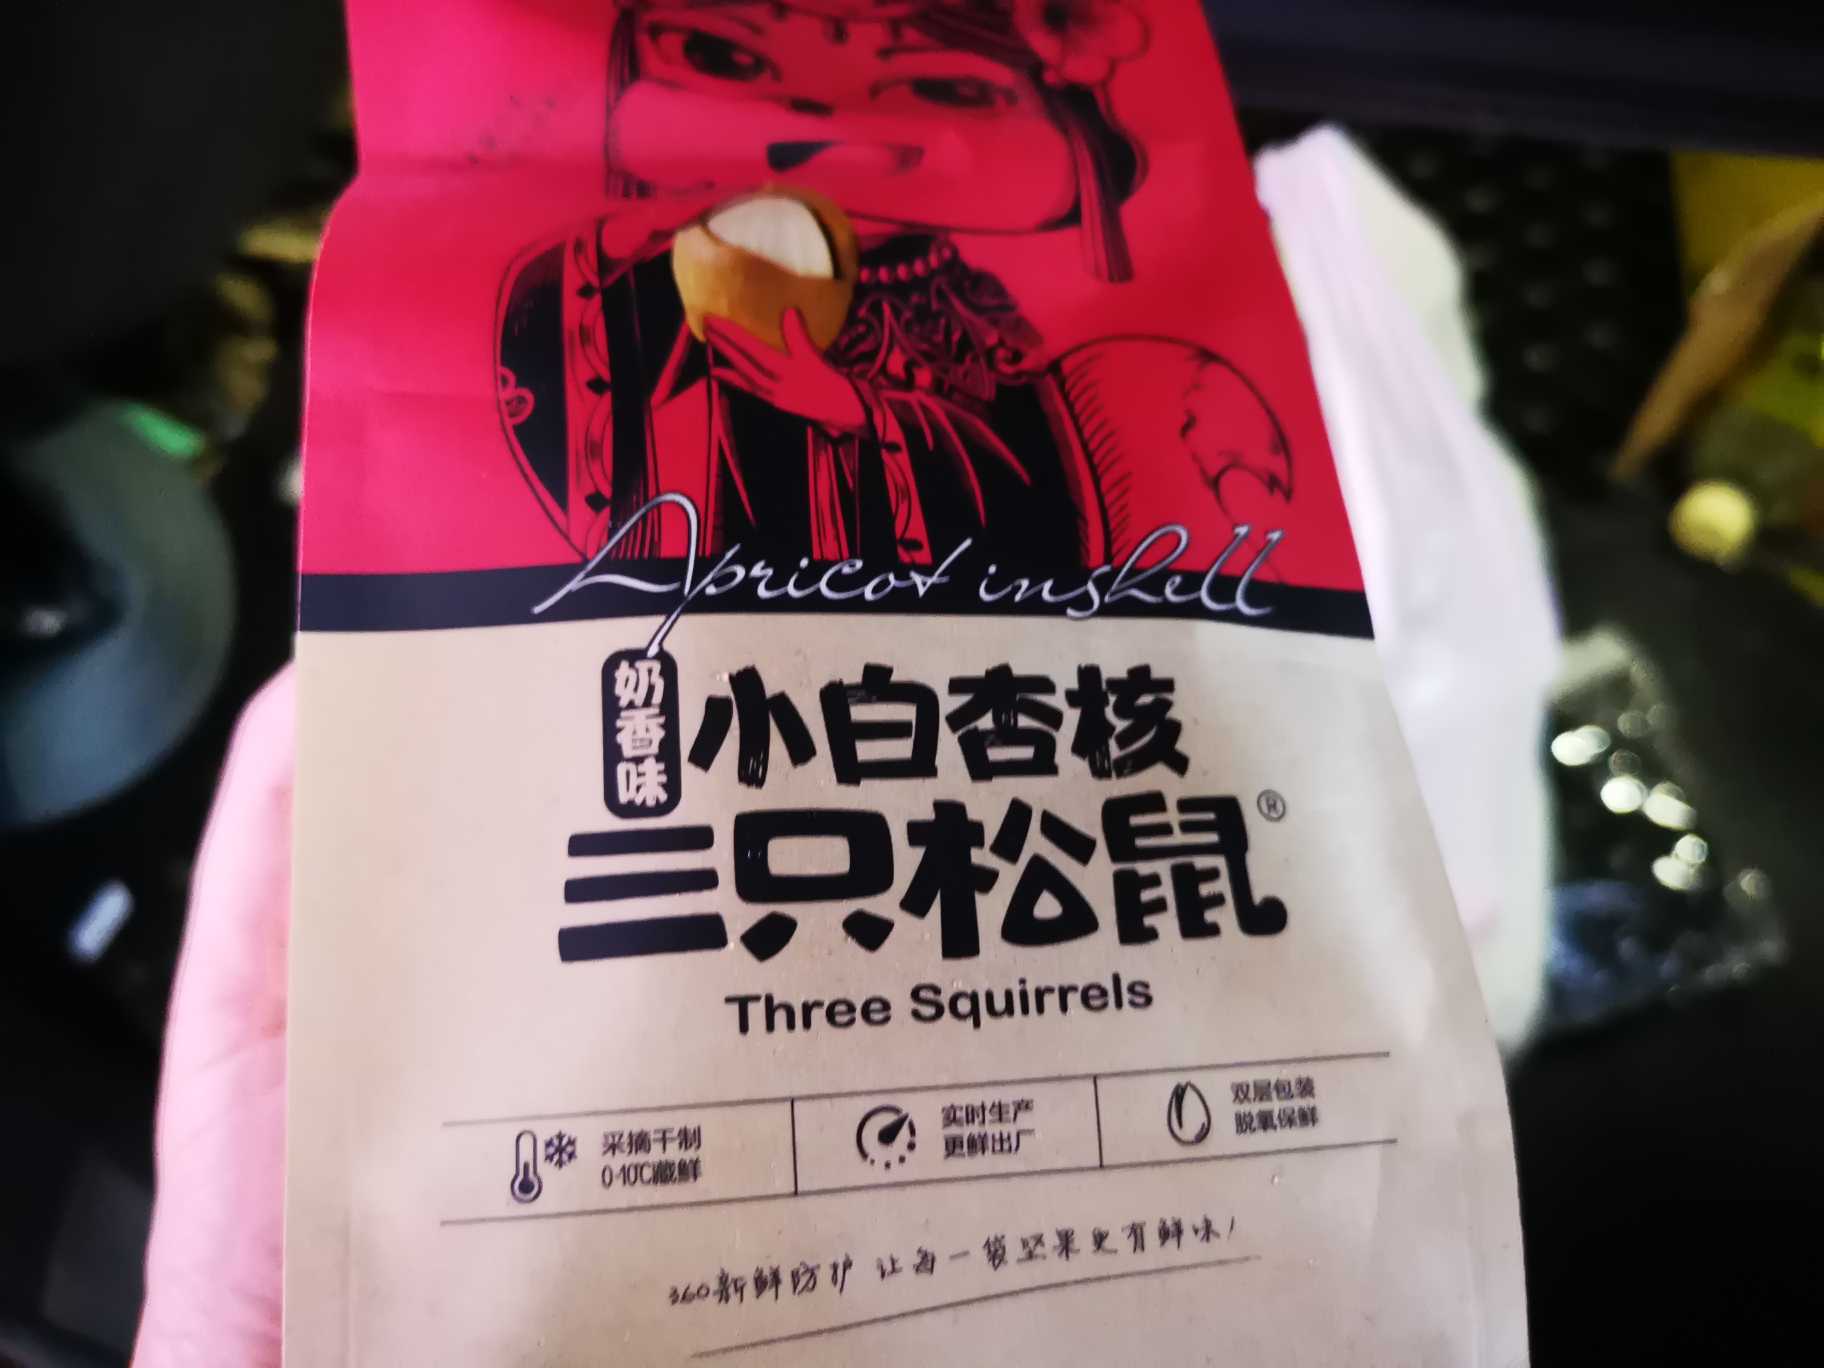 Apricot inshell
奶香味
小白杏核
三只松鼠®
Three Squirrels
采摘干制
0-10℃藏鲜
实时生产
更鲜出厂
双层包装
脱氧保鲜
360新鲜防护 让每一袋坚果更有鲜味!